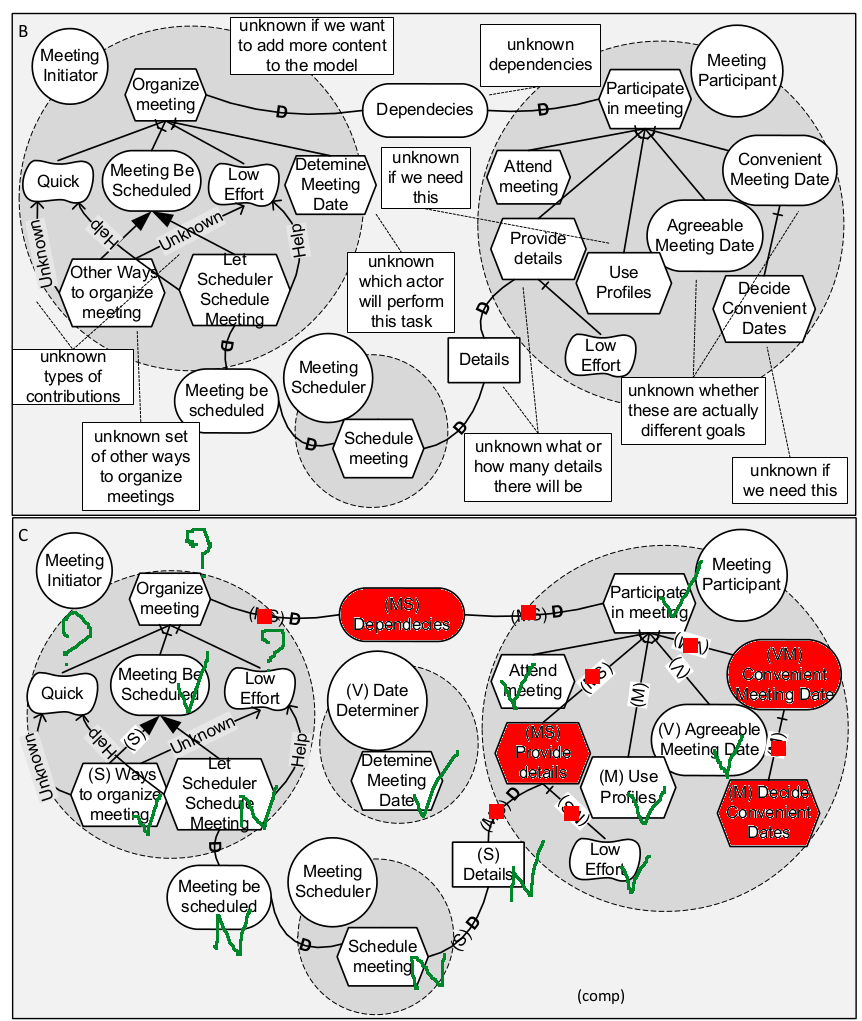 B
unknown if we want
to add more content
to the model
unknown
dependencies
Meeting
Initiator
Meeting
Participant
Organize
meeting
D
Dependecies
D
Participate
in meeting
Quick
Meeting Be
Scheduled
Low
Effort
Detemine
Meeting
Date
unknown
if we need
this
Attend
meeting
Convenient
Meeting Date
Unknown
Help
Unknown
Help
Agreeable
Meeting Date
Provide
details
Use
Profiles
Other Ways
to organize
meeting
Let
Scheduler
Schedule
Meeting
unknown
which actor
will perform
this task
Decide
Convenient
Dates
D
D
Low
Effort
Details
unknown
types of
contributions
Meeting be
scheduled
Meeting
Scheduler
unknown whether
these are actually
different goals
D
Schedule
meeting
D
unknown set
of other ways
to organize
meetings
unknown what or
how many details
there will be
unknown if
we need this
C
Meeting
Initiator
Meeting
Participant
Organize
meeting
D
(MS)
Dependecies
D
Participate
in meeting
Quick
Meeting Be
Scheduled
Low
Effort
(V) Date
Determiner
Attend
meeting
(M)
(V)
(VM)
Convenient
Meeting Date
Unknown
Help
(S)
Unknown
Help
(V) Agreeable
Meeting Date
(MS)
Provide
details
(M) Use
Profiles
(S) Ways
to organize
meeting
Let
Scheduler
Schedule
Meeting
Detemine
Meeting
Date
(M) Decide
Convenient
Dates
D
D
Low
Effort
(S)
Details
Meeting be
scheduled
Meeting
Scheduler
N
N
N
D
Schedule
meeting
N
(S)
D
(comp)